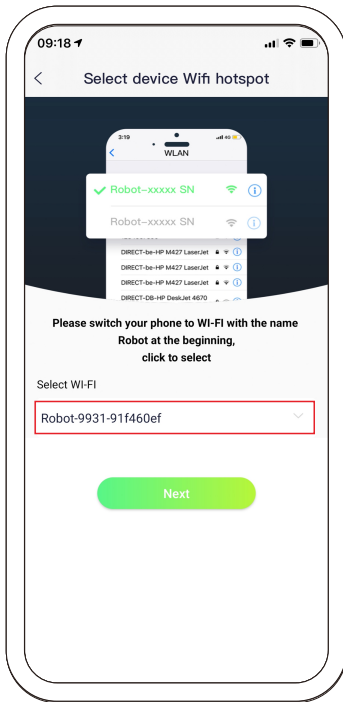 09:18
Select device Wifi hotspot
3:19
4G
WLAN
Robot-xxxxx SN
Robot-xxxxx SN
DIRECT-be-HP M427 LaserJet
DIRECT-be-HP M427 LaserJet
DIRECT-be-HP M427 LaserJet
DIRECT-DB-HP DeskJet 4670
Please switch your phone to WI-FI with the name
Robot at the beginning,
click to select
Select WI-FI
Robot-9931-91f460ef
Next